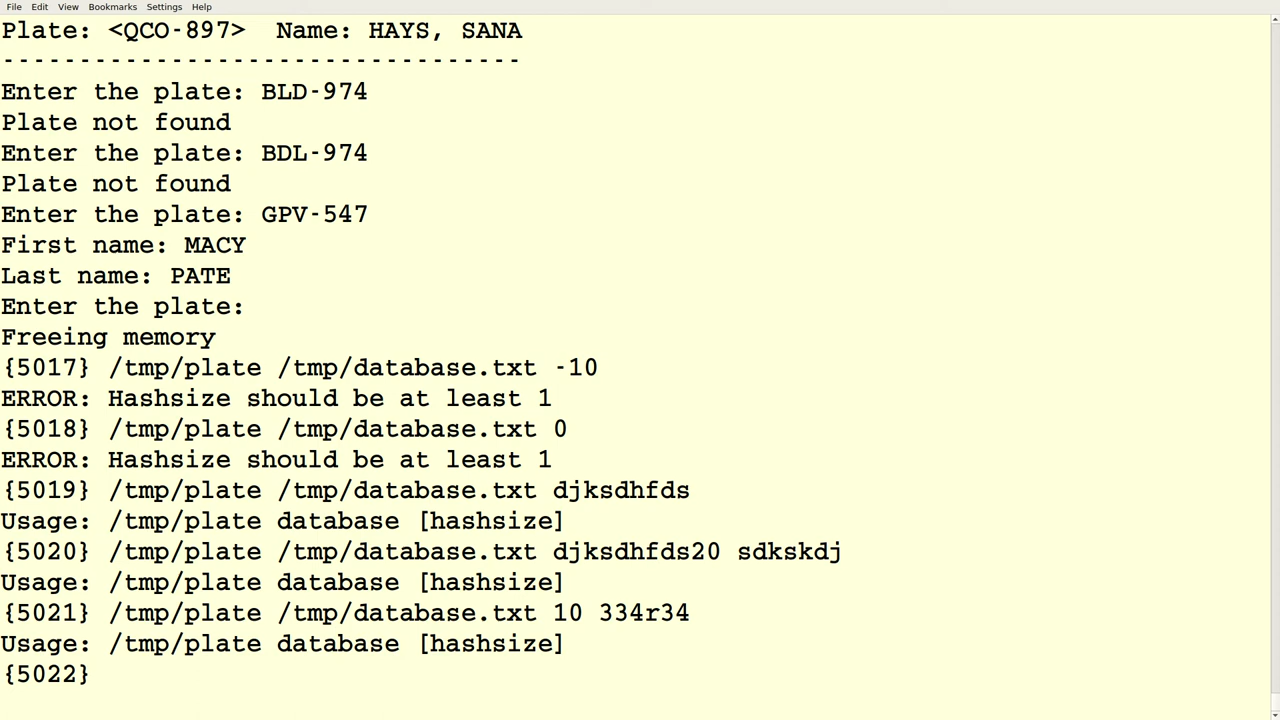 File Edit View Bookmarks Settings Help
Plate: <QCO-897>  Name: HAYS, SANA
----------------------------------
Enter the plate: BLD-974
Plate not found
Enter the plate: BDL-974
Plate not found
Enter the plate: GPV-547
First name: MACY
Last name: PATE
Enter the plate:
Freeing memory
{5017} /tmp/plate /tmp/database.txt -10
ERROR: Hashsize should be at least 1
{5018} /tmp/plate /tmp/database.txt 0
ERROR: Hashsize should be at least 1
{5019} /tmp/plate /tmp/database.txt djksdhfds
Usage: /tmp/plate database [hashsize]
{5020} /tmp/plate /tmp/database.txt djksdhfds20 sdkskdj
Usage: /tmp/plate database [hashsize]
{5021} /tmp/plate /tmp/database.txt 10 334r34
Usage: /tmp/plate database [hashsize]
{5022}